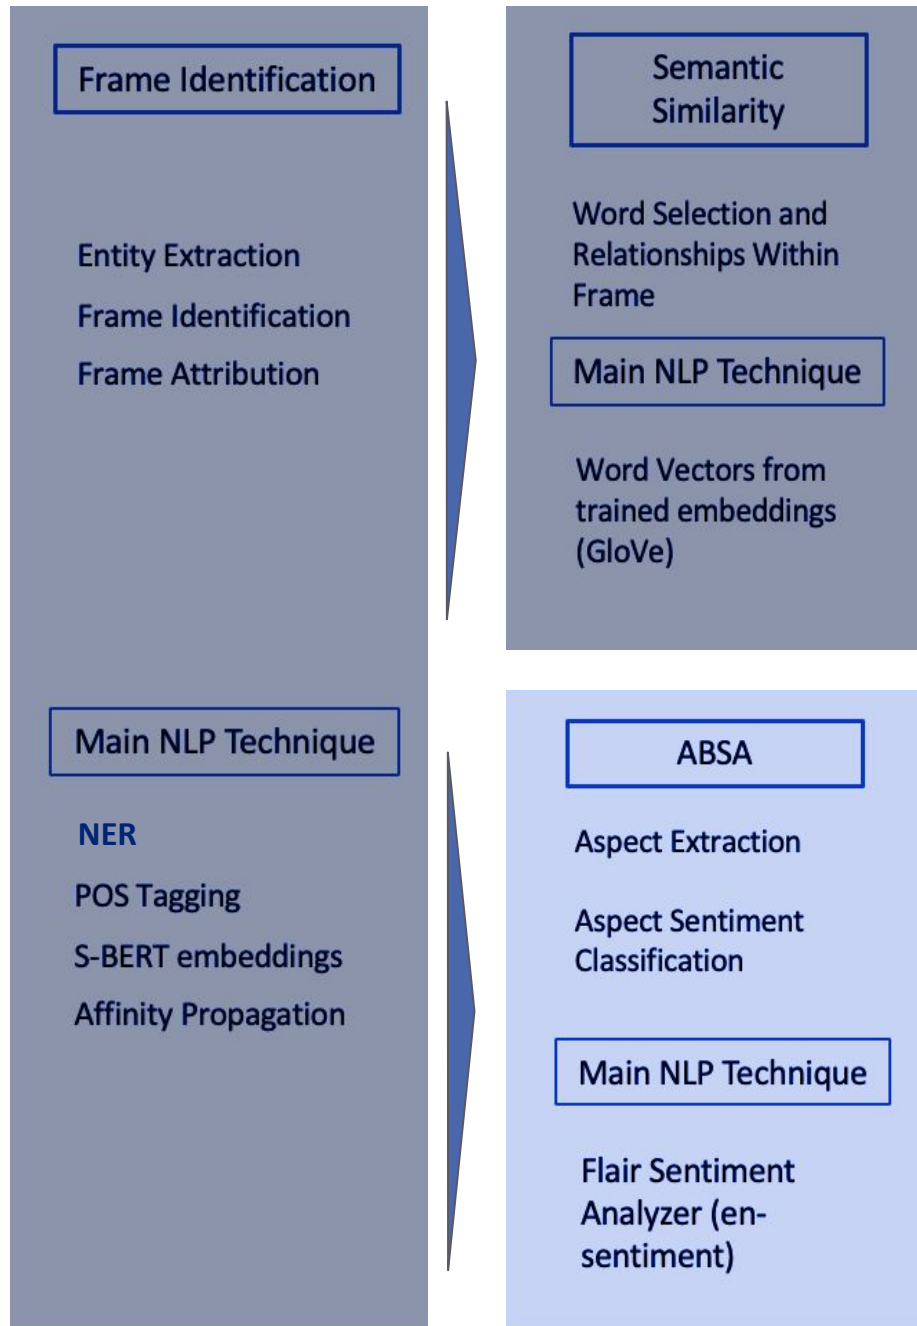 Frame Identification
Entity Extraction
Frame Identification
Frame Attribution
Main NLP Technique
NER
POS Tagging
S-BERT embeddings
Affinity Propagation
Semantic
Similarity
Word Selection and
Relationships Within
Frame
Main NLP Technique
Word Vectors from
trained embeddings
(GloVe)
ABSA
Aspect Extraction
Aspect Sentiment
Classification
Main NLP Technique
Flair Sentiment
Analyzer (en-
sentiment)